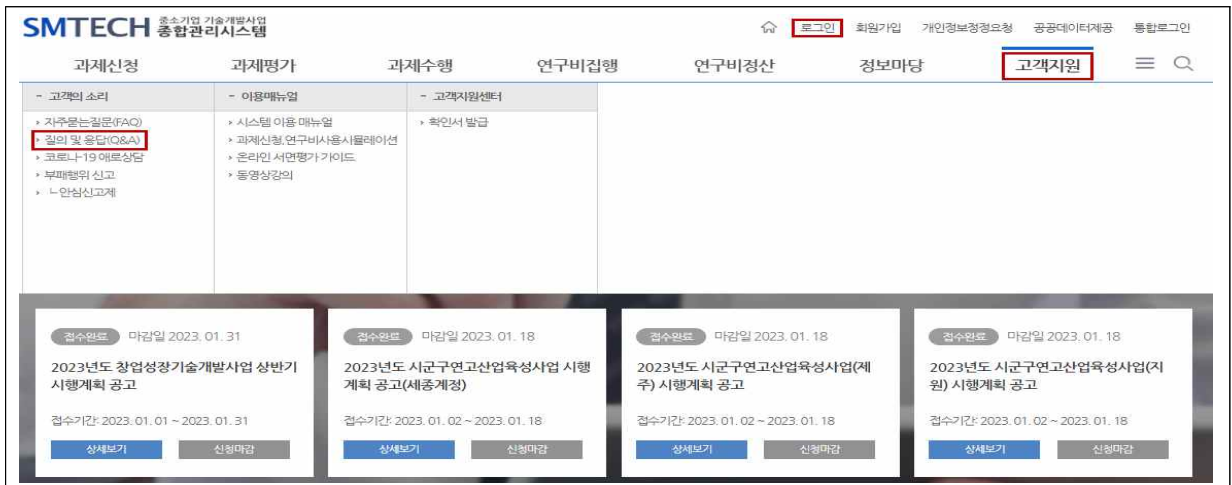 SMTECH 중소기업 기술개발사업 종합관리시스템
로그인 회원가입 개인정보정정요청 공공데이터제공 통합로그인
과제신청 과제평가 과제수행 연구비집행 연구비정산 정보마당 고객지원
- 고객의 소리
자주묻는질문(FAQ)
질의 및 응답(Q&A)
코로나-19 애로상담
부패행위 신고
ㄴ안심신고제
- 이용매뉴얼
시스템 이용 매뉴얼
과제신청,연구비사용시뮬레이션
온라인 서면평가 가이드
동영상강의
- 고객지원센터
확인서 발급
접수완료 마감일 2023. 01. 31
2023년도 창업성장기술개발사업 상반기
시행계획 공고
접수기간: 2023. 01. 01 ~ 2023. 01. 31
상세보기 신청마감
접수완료 마감일 2023. 01. 18
2023년도 시군구연고산업육성사업 시행
계획 공고(세종계정)
접수기간: 2023. 01. 02 ~ 2023. 01. 18
상세보기 신청마감
접수완료 마감일 2023. 01. 18
2023년도 시군구연고산업육성사업(제
주) 시행계획 공고
접수기간: 2023. 01. 02 ~ 2023. 01. 18
상세보기 신청마감
접수완료 마감일 2023. 01. 18
2023년도 시군구연고산업육성사업(지
원) 시행계획 공고
접수기간: 2023. 01. 02 ~ 2023. 01. 18
상세보기 신청마감